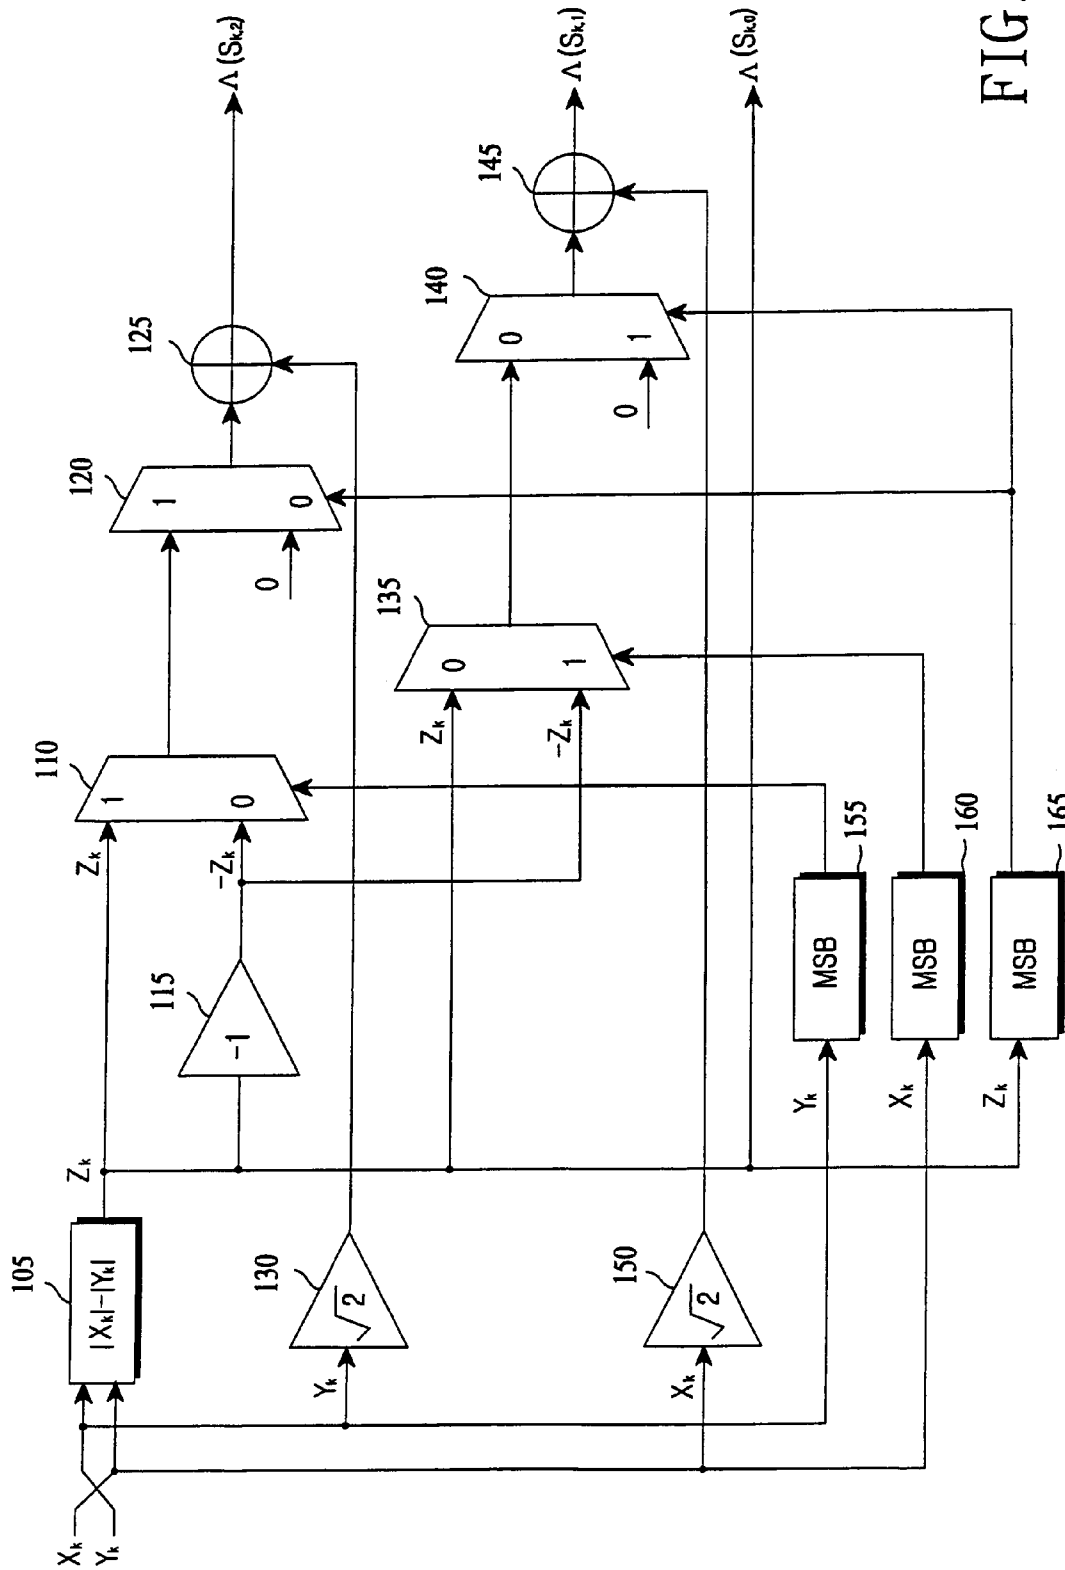 Xₖ
Yₖ
105
|Xₖ|-|Yₖ|
Zₖ
115
-1
Zₖ
-Zₖ
110
1
0
120
1
0
0
125
Λ(Sₖ,₂)
130
√2
Yₖ
Zₖ
-Zₖ
135
0
1
140
0
1
0
145
Λ(Sₖ,₁)
150
√2
Xₖ
Λ(Sₖ,₀)
Yₖ
MSB
155
Xₖ
MSB
160
Zₖ
MSB
165
FIG.